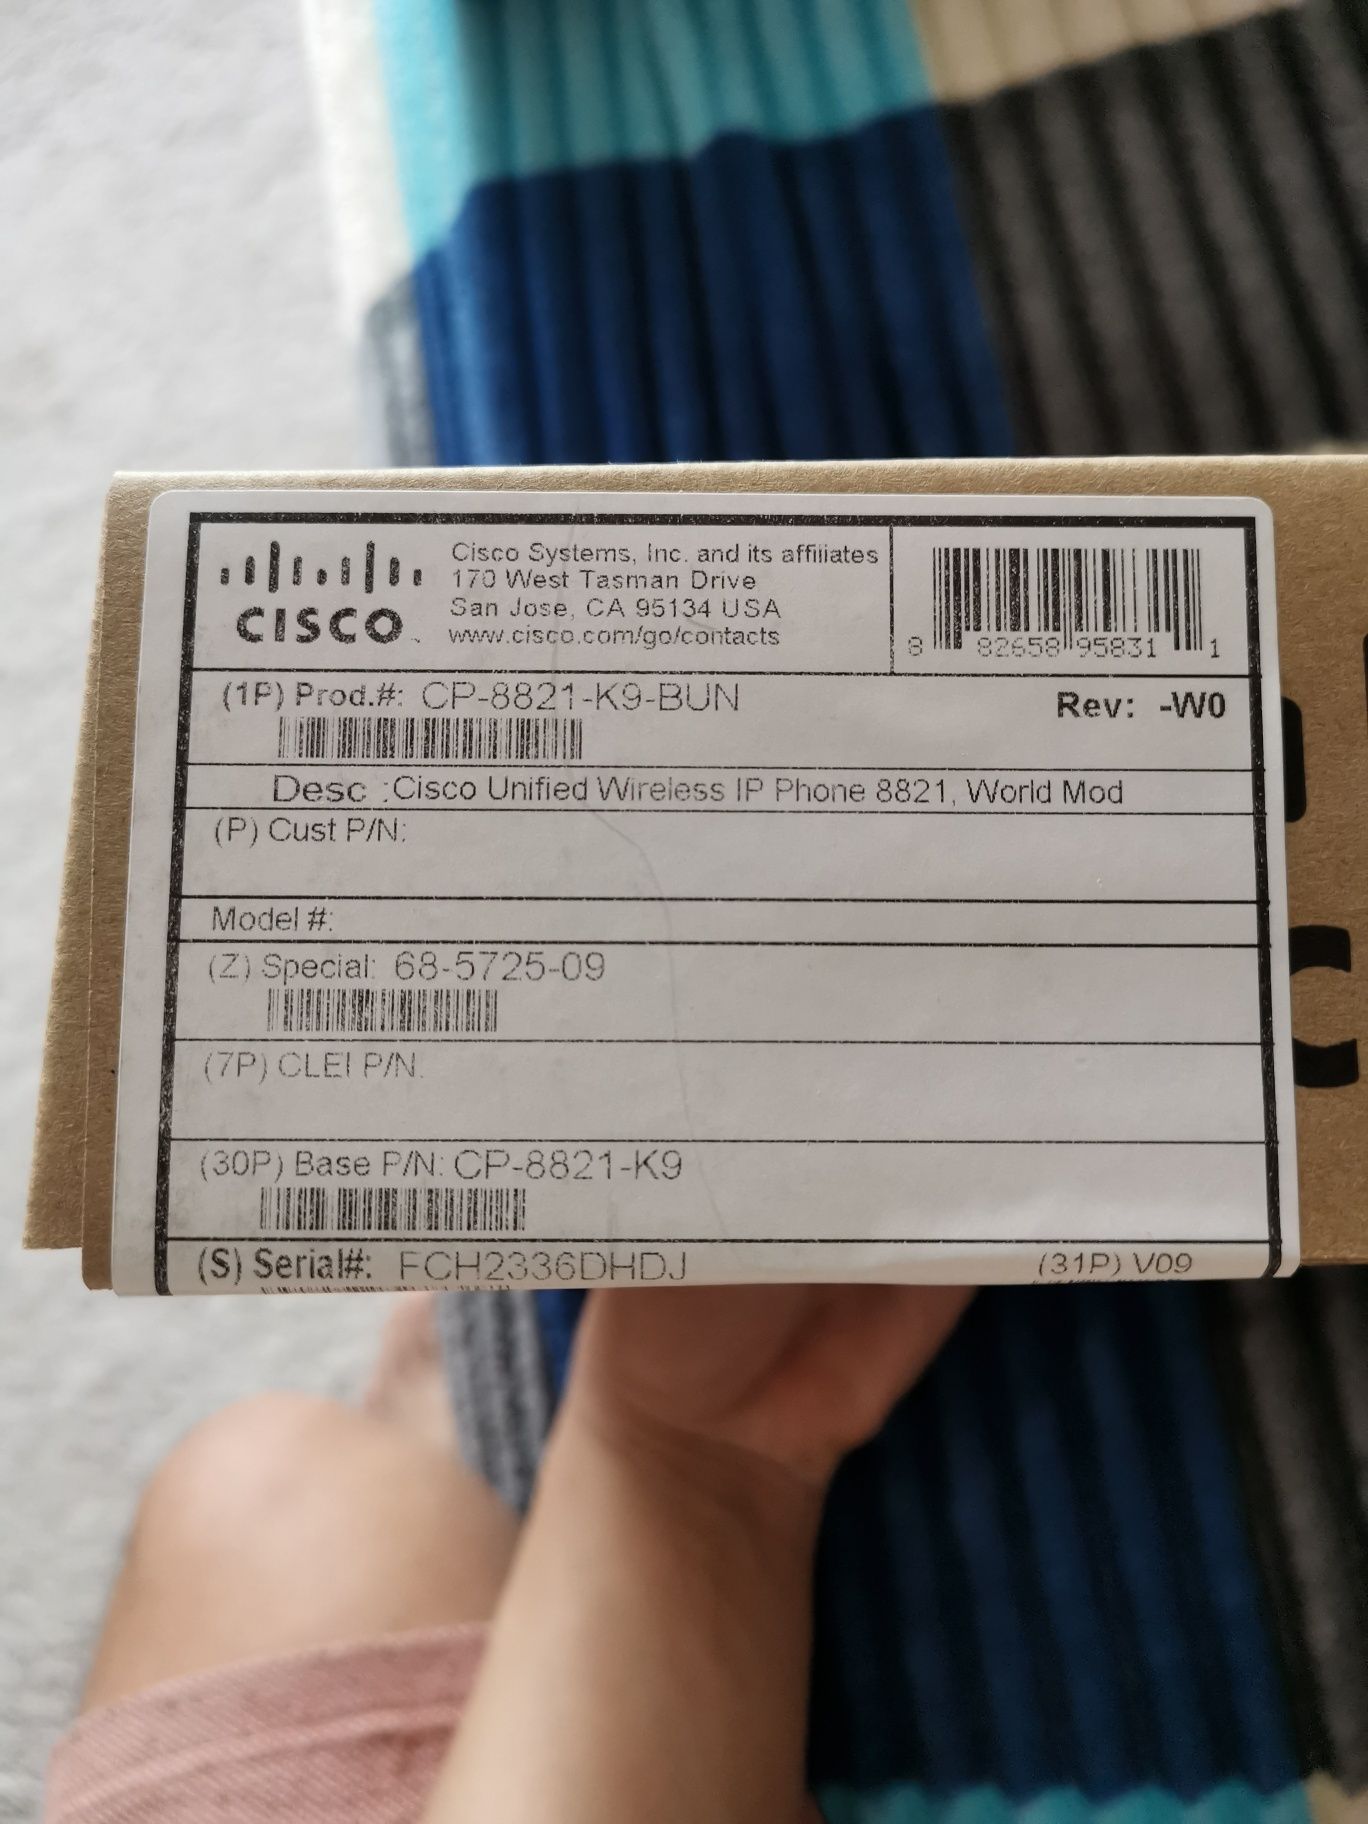 CISCO
Cisco Systems, Inc. and its affiliates
170 West Tasman Drive
San Jose, CA 95134 USA
www.cisco.com/go/contacts
8 82658 95831 1
(1P) Prod.#: CP-8821-K9-BUN
Rev: -W0
Desc :Cisco Unified Wireless IP Phone 8821, World Mod
(P) Cust P/N:
Model #:
(Z) Special: 68-5725-09
(7P) CLEI P/N:
(30P) Base P/N: CP-8821-K9
(S) Serial#: FCH2336DHDJ
(31P) V09